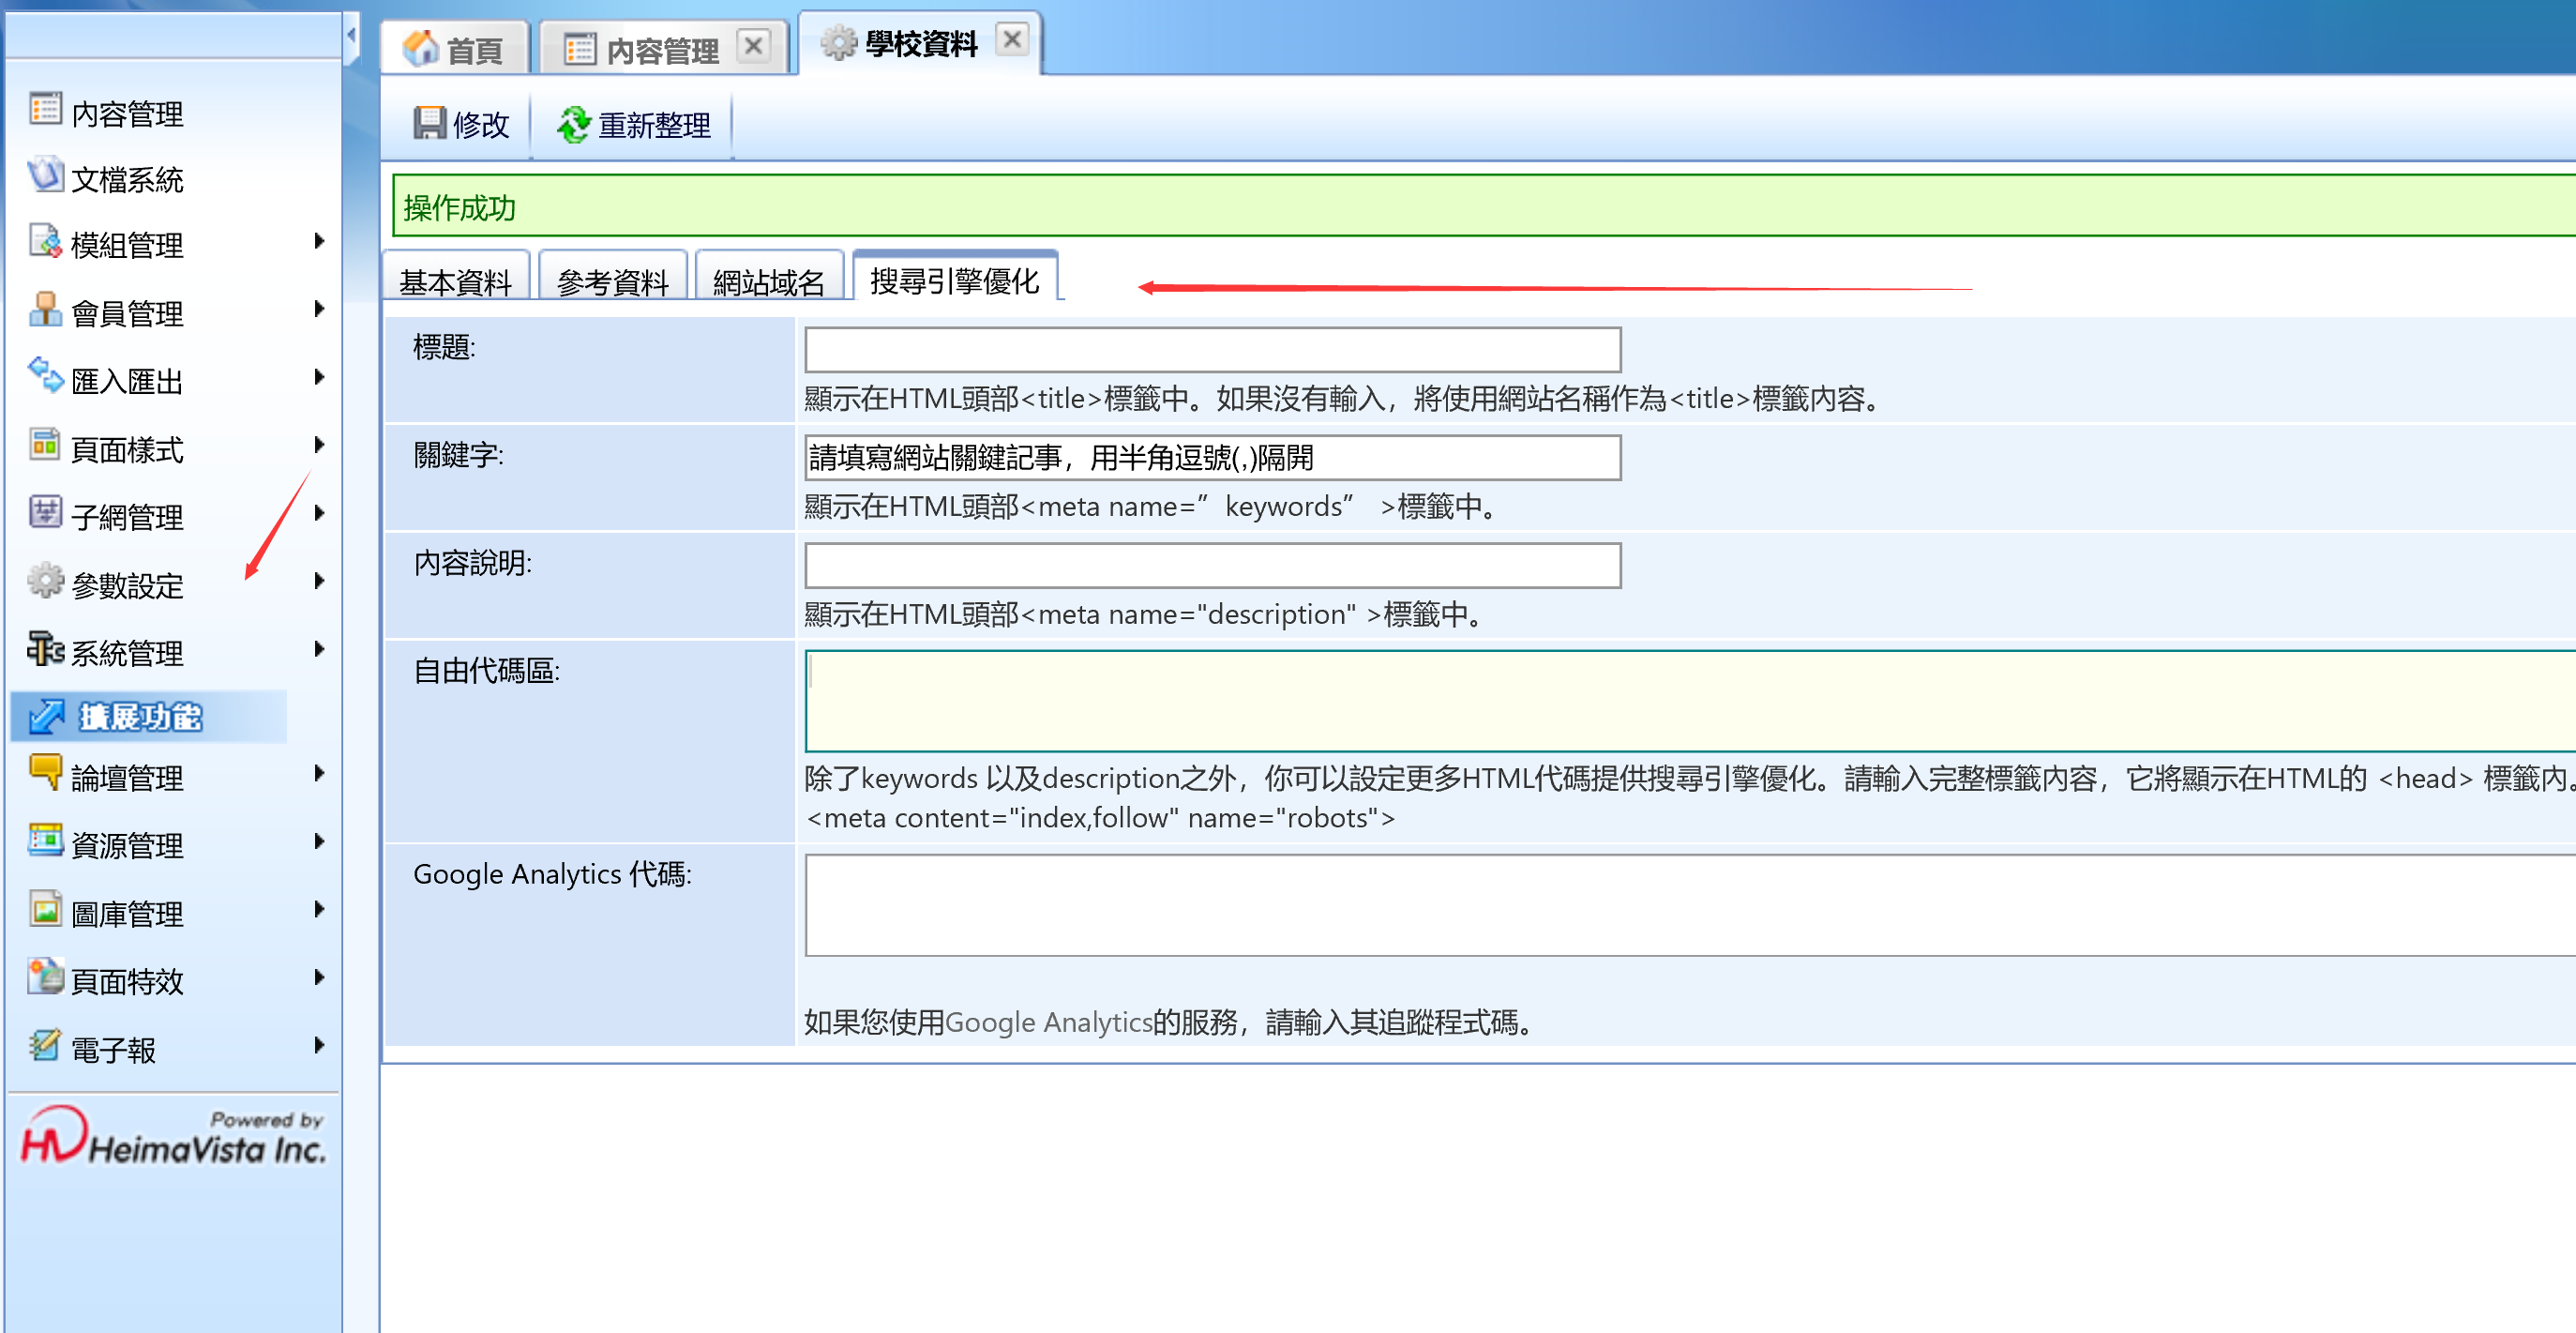 首頁
內容管理
學校資料
修改
重新整理
操作成功
基本資料
參考資料
網站域名
搜尋引擎優化
內容管理
文檔系統
模組管理
會員管理
匯入匯出
頁面樣式
子網管理
參數設定
系統管理
擴展功能
論壇管理
資源管理
圖庫管理
頁面特效
電子報
Powered by
HeimaVista Inc.
標題:
顯示在HTML頭部<title>標籤中。如果沒有輸入，將使用網站名稱作為<title>標籤內容。
關鍵字:
請填寫網站關鍵記事，用半角逗號(,)隔開
顯示在HTML頭部<meta name=” keywords” >標籤中。
內容說明:
顯示在HTML頭部<meta name="description" >標籤中。
自由代碼區:
除了keywords 以及description之外，你可以設定更多HTML代碼提供搜尋引擎優化。請輸入完整標籤內容，它將顯示在HTML的 <head> 標籤內。
<meta content="index,follow" name="robots">
Google Analytics 代碼:
如果您使用Google Analytics的服務，請輸入其追蹤程式碼。